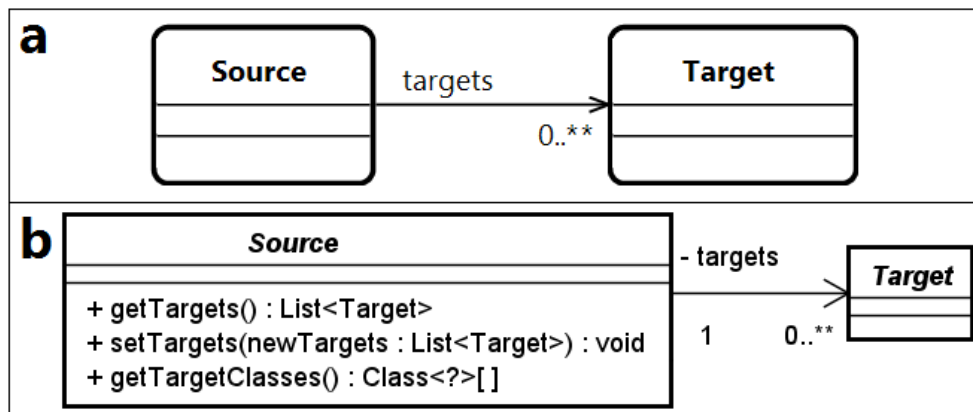 a
Source
targets
Target
0..**
b
Source
- targets
Target
+ getTargets() : List<Target>
+ setTargets(newTargets : List<Target>) : void
1
0..**
+ getTargetClasses() : Class<?>[ ]